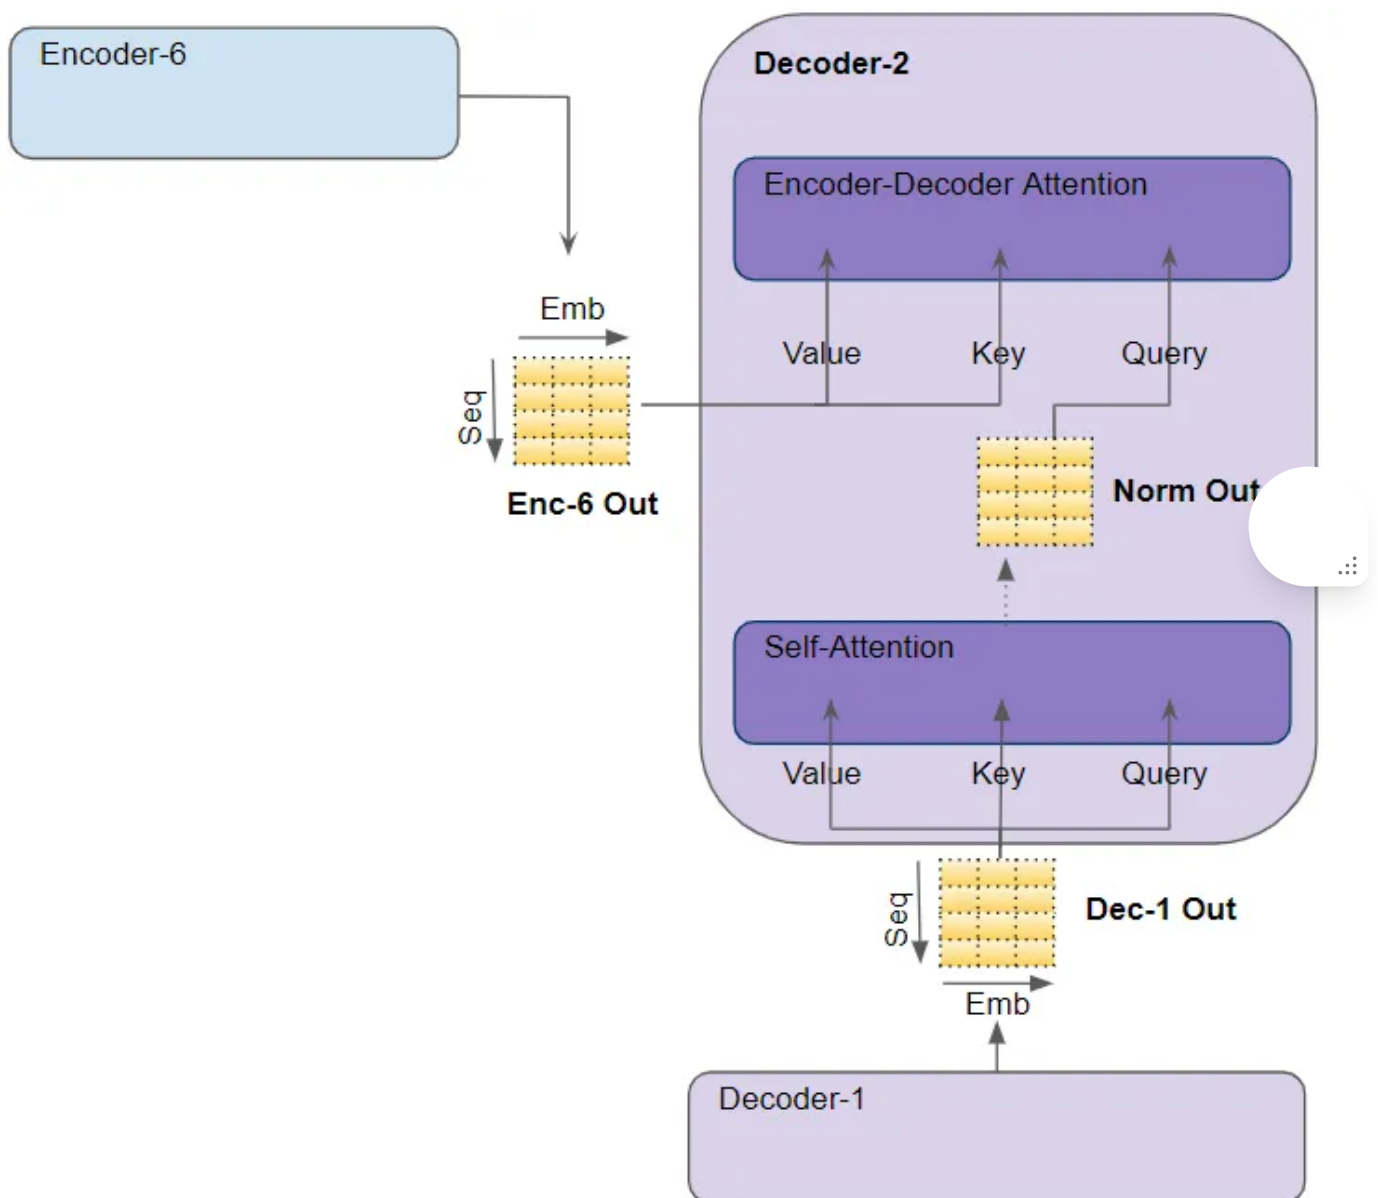 Encoder-6
Decoder-2
Encoder-Decoder Attention
Emb
Value
Key
Query
Seq
Enc-6 Out
Norm Out
Self-Attention
Value
Key
Query
Seq
Dec-1 Out
Emb
Decoder-1